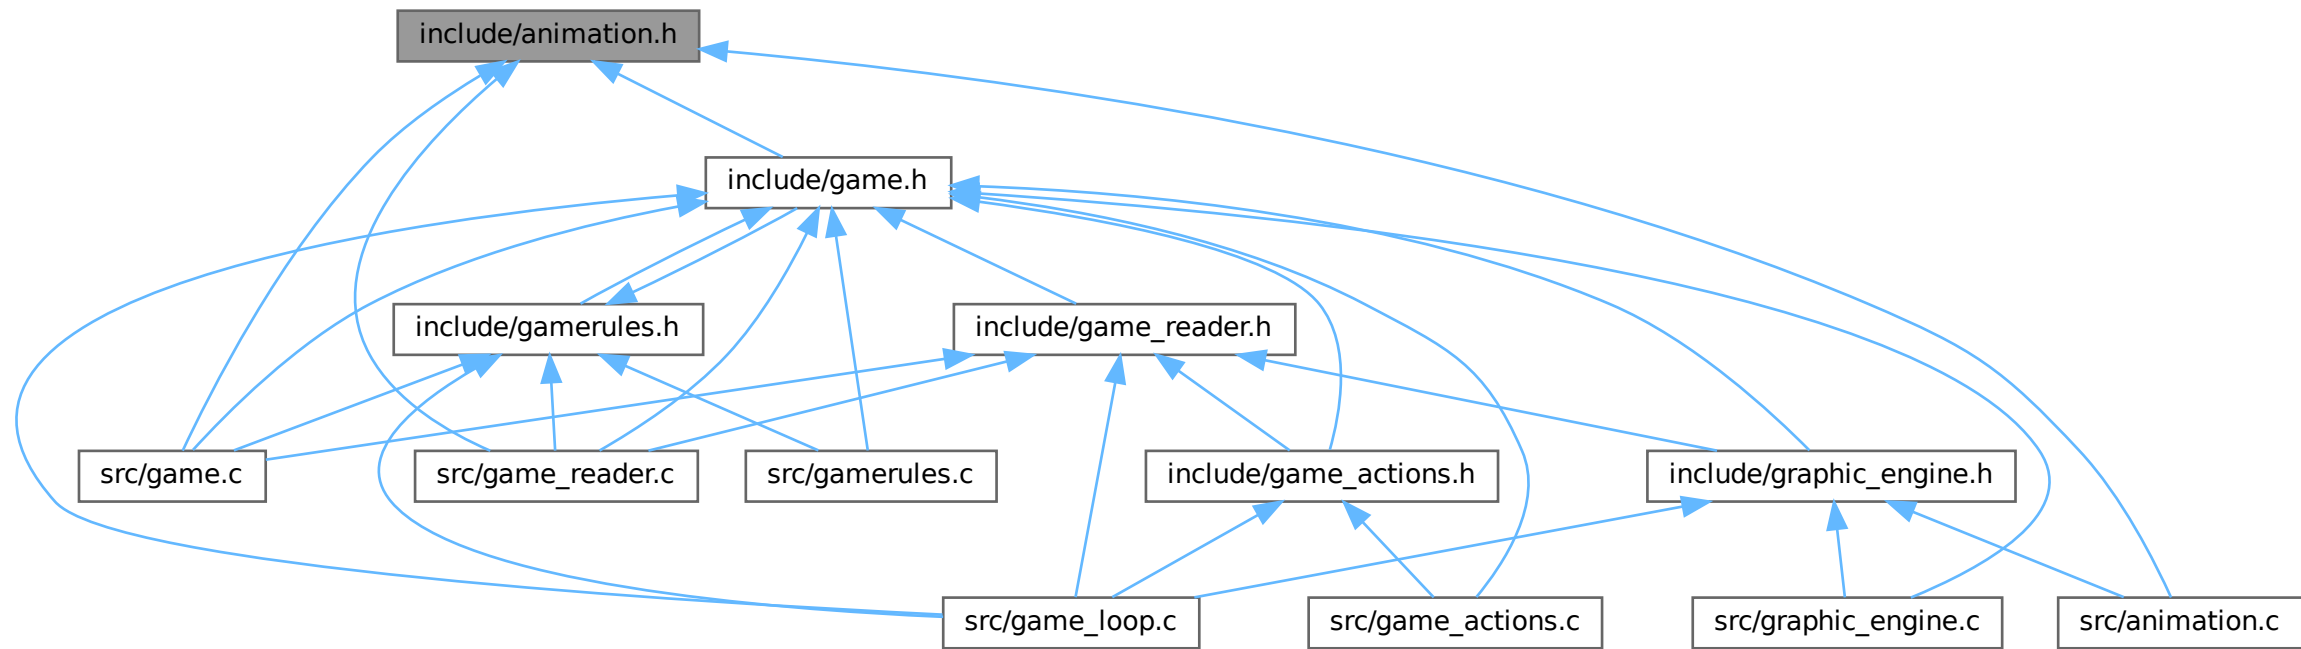 include/animation.h
include/game.h
include/gamerules.h
include/game_reader.h
src/game.c
src/game_reader.c
src/gamerules.c
include/game_actions.h
include/graphic_engine.h
src/game_loop.c
src/game_actions.c
src/graphic_engine.c
src/animation.c